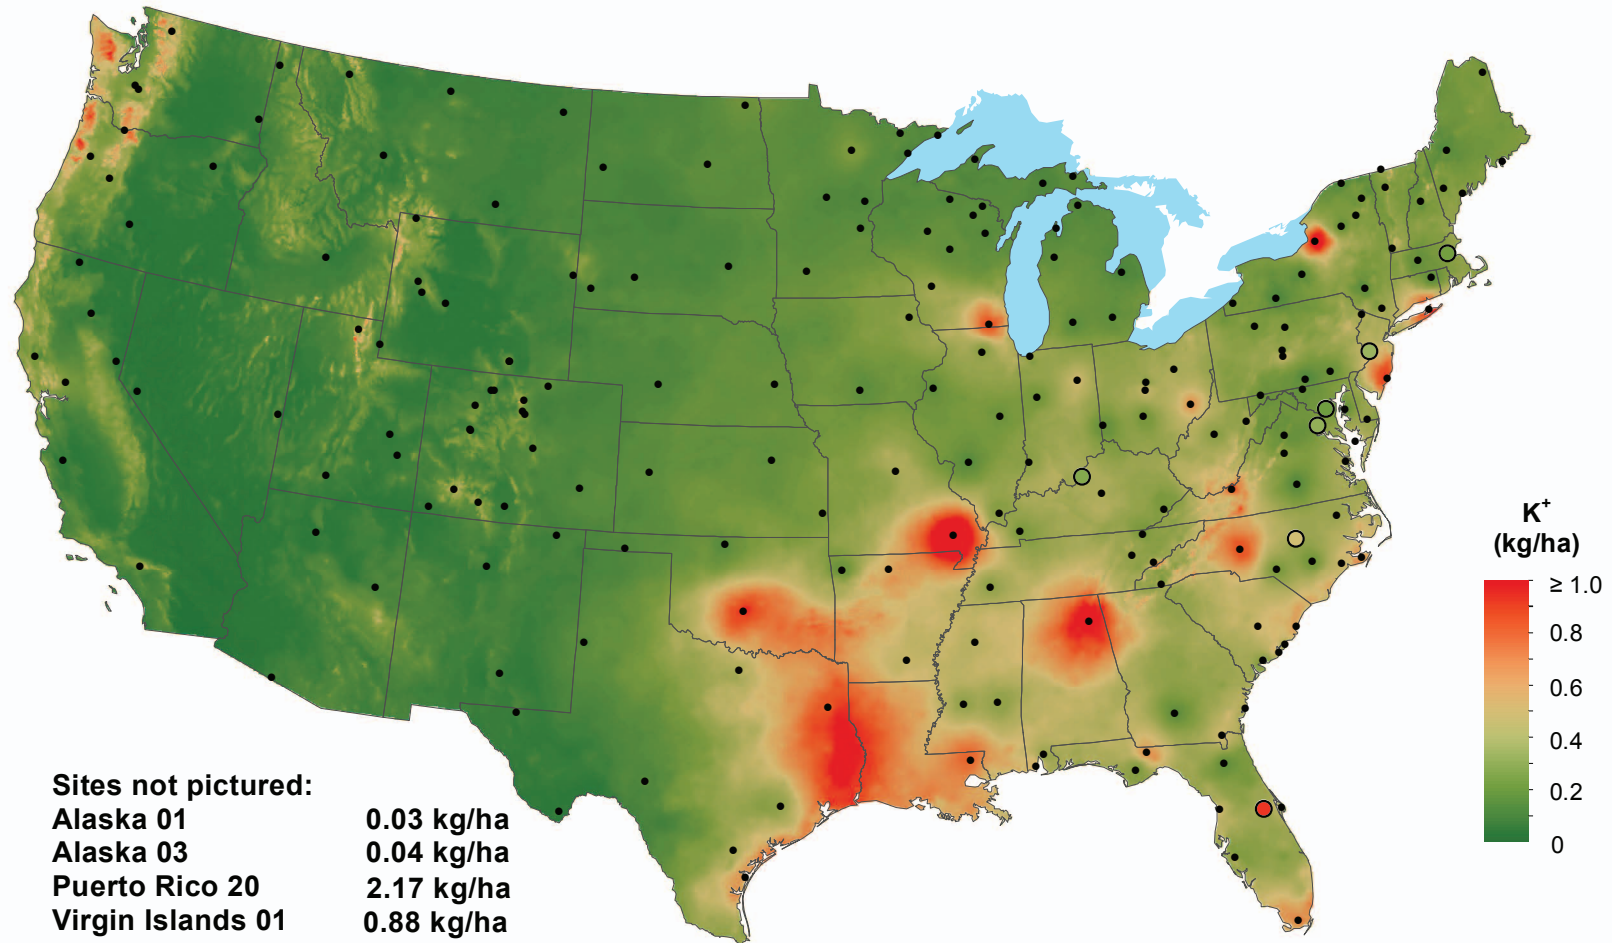 K+
(kg/ha)
≥ 1.0
0.8
0.6
0.4
0.2
0
Sites not pictured:
Alaska 01 0.03 kg/ha
Alaska 03 0.04 kg/ha
Puerto Rico 20 2.17 kg/ha
Virgin Islands 01 0.88 kg/ha